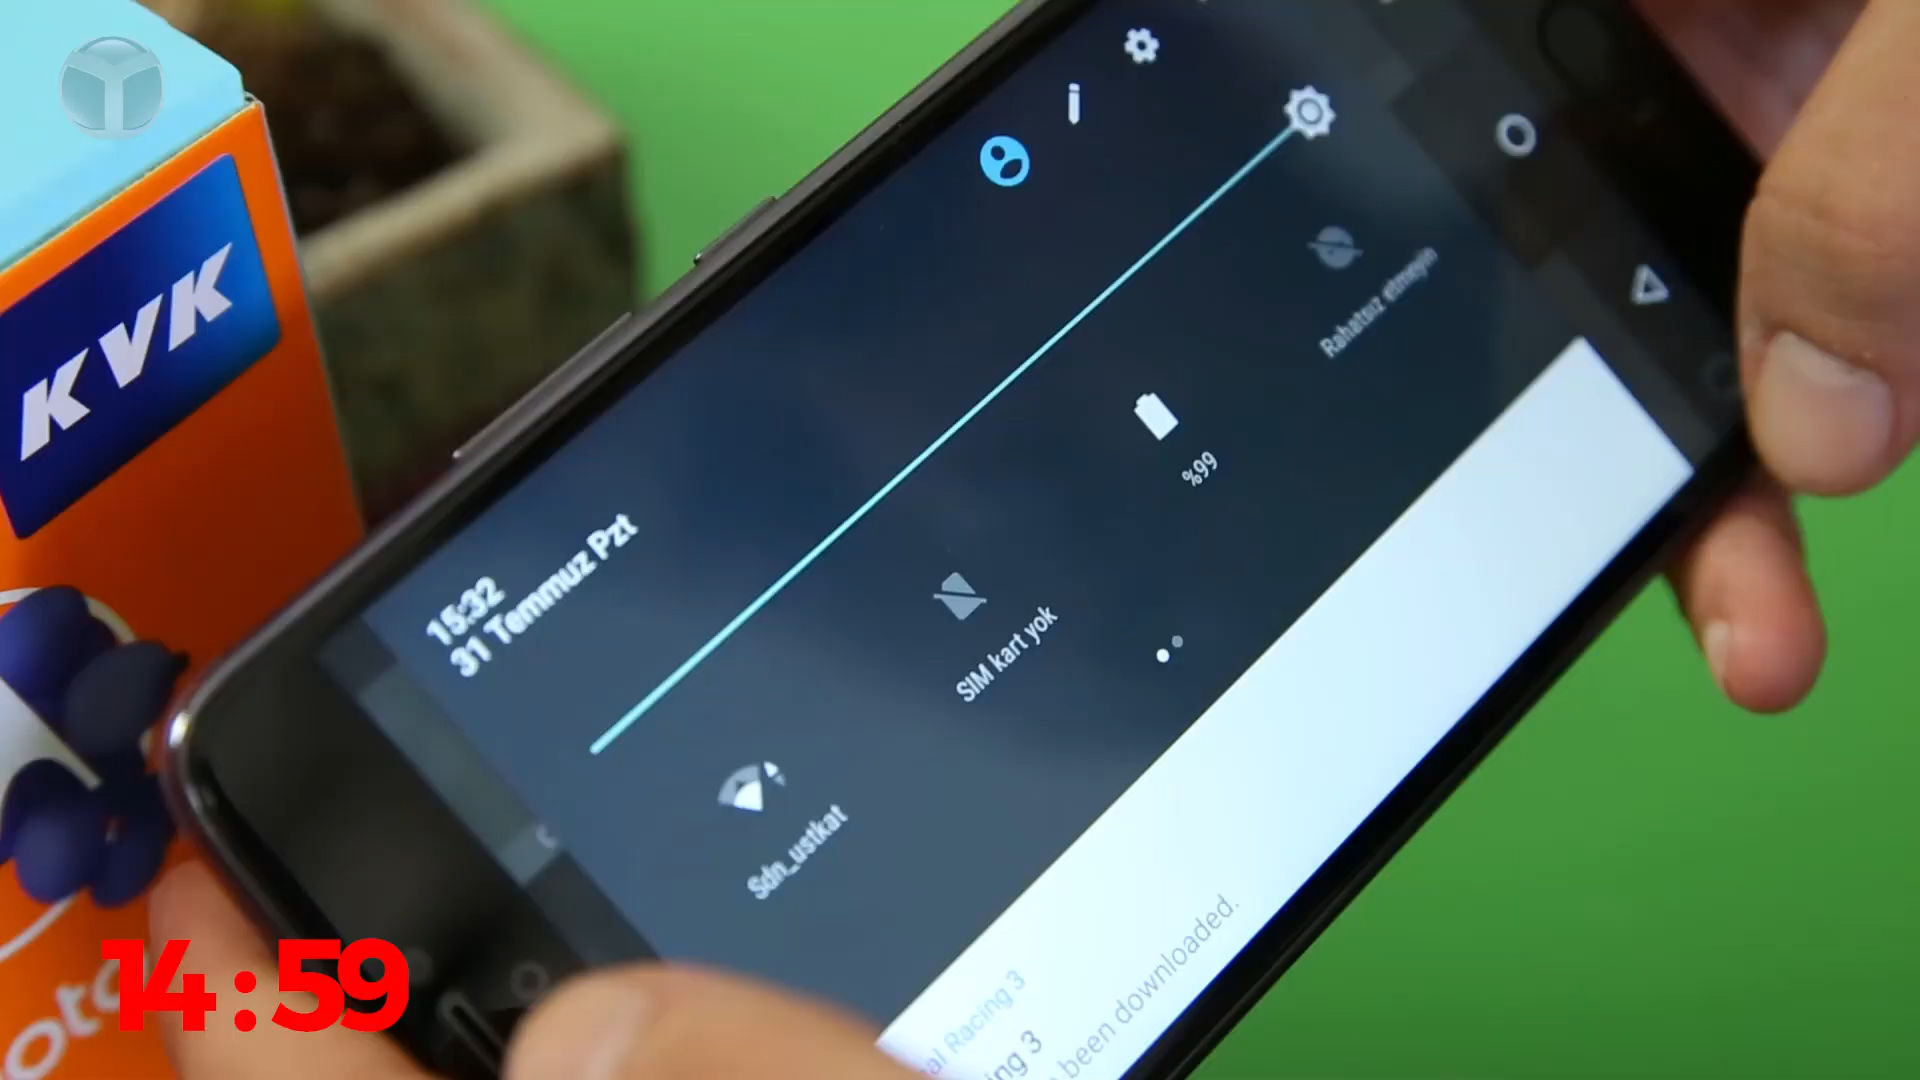 KVK
15:32
31 Temmuz Pzt
Rahatsız etmeyin
%99
SIM kart yok
Sdn_ustkat
Racing 3
3
been downloaded.
14:59